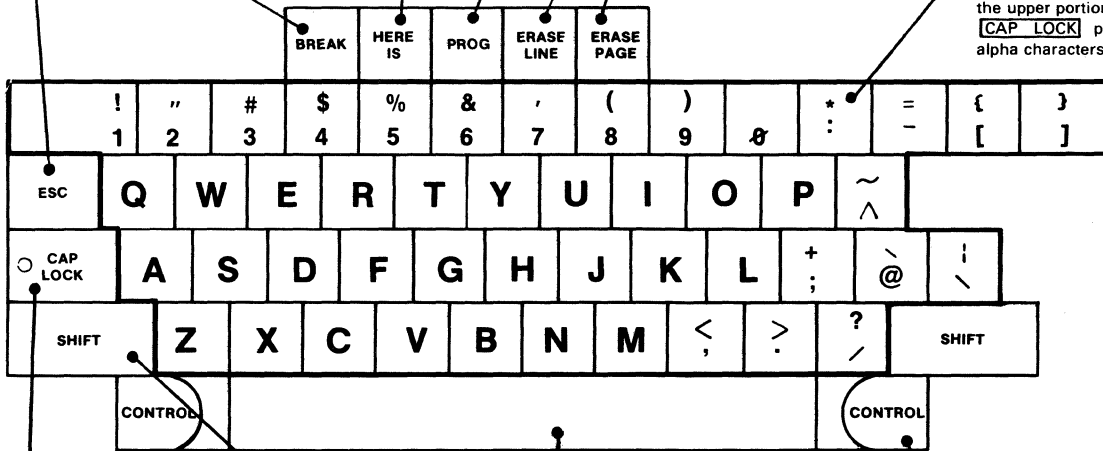 the upper portion
CAP LOCK p
alpha characters
BREAK HERE IS PROG ERASE LINE ERASE PAGE
! " # $ % & ' ( ) * = { }
1 2 3 4 5 6 7 8 9 0 : - [ ]
ESC Q W E R T Y U I O P ~ ^
CAP LOCK A S D F G H J K L + ; ` @ ¦ \
SHIFT Z X C V B N M < , > . ? / SHIFT
CONTROL CONTROL